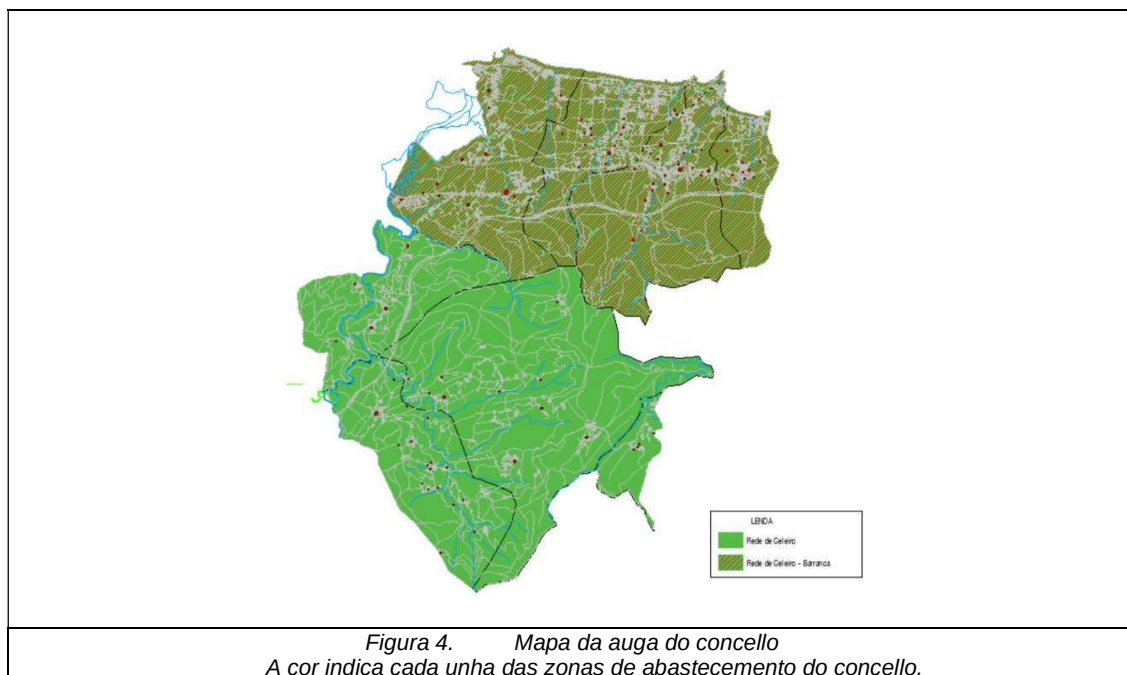 LENDA
Rede de Celeiro
Rede de Celeiro - Barranca
Figura 4. Mapa da auga do concello
A cor indica cada unha das zonas de abastecemento do concello.